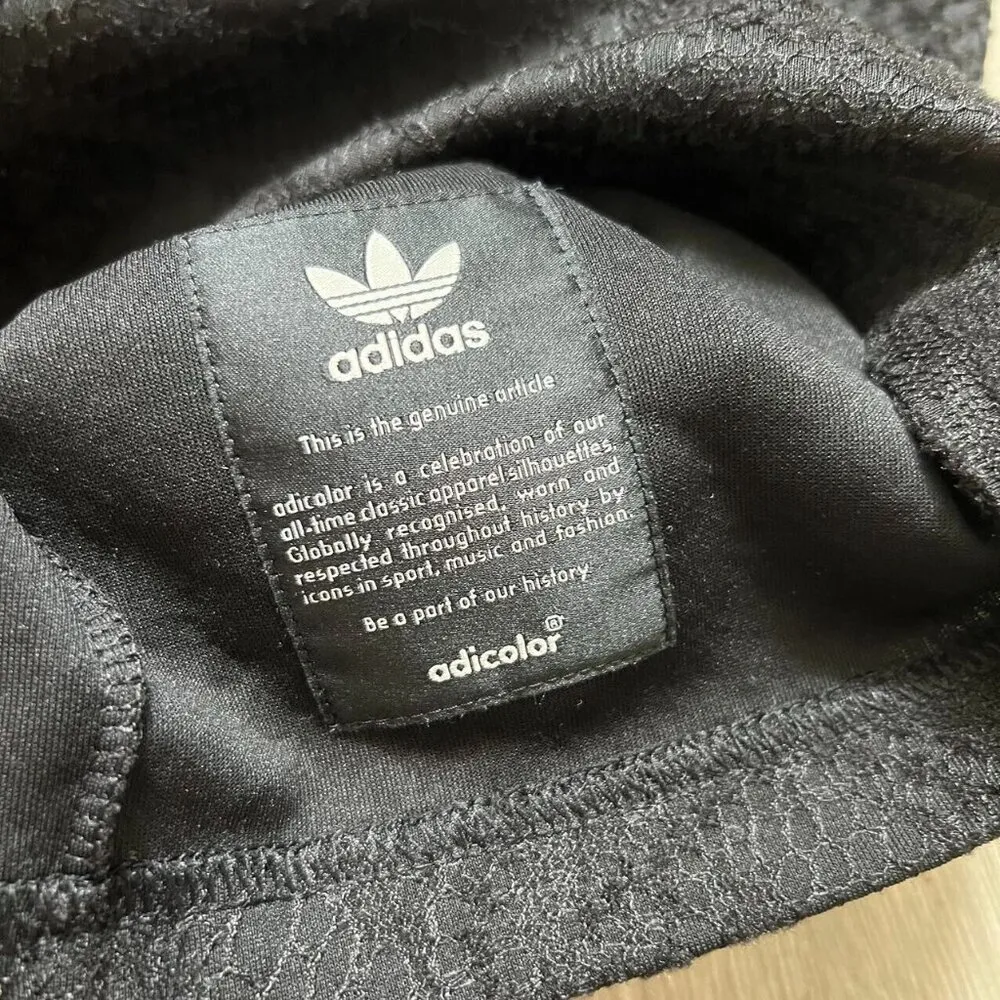 adidas
This is the genuine article
adicolor is a celebration of our
all-time classic apparel silhouettes.
Globally recognised, worn and
respected throughout history by
icons in sport, music and fashion.
Be a part of our history
adicolor®